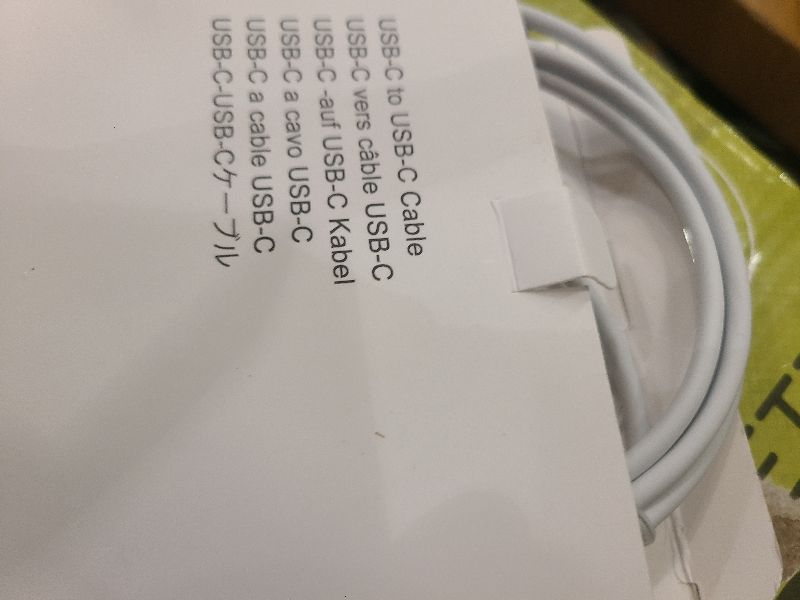 USB-C to USB-C Cable
USB-C vers câble USB-C
USB-C -auf USB-C Kabel
USB-C a cavo USB-C
USB-C a cable USB-C
USB-C-USB-Cケーブル